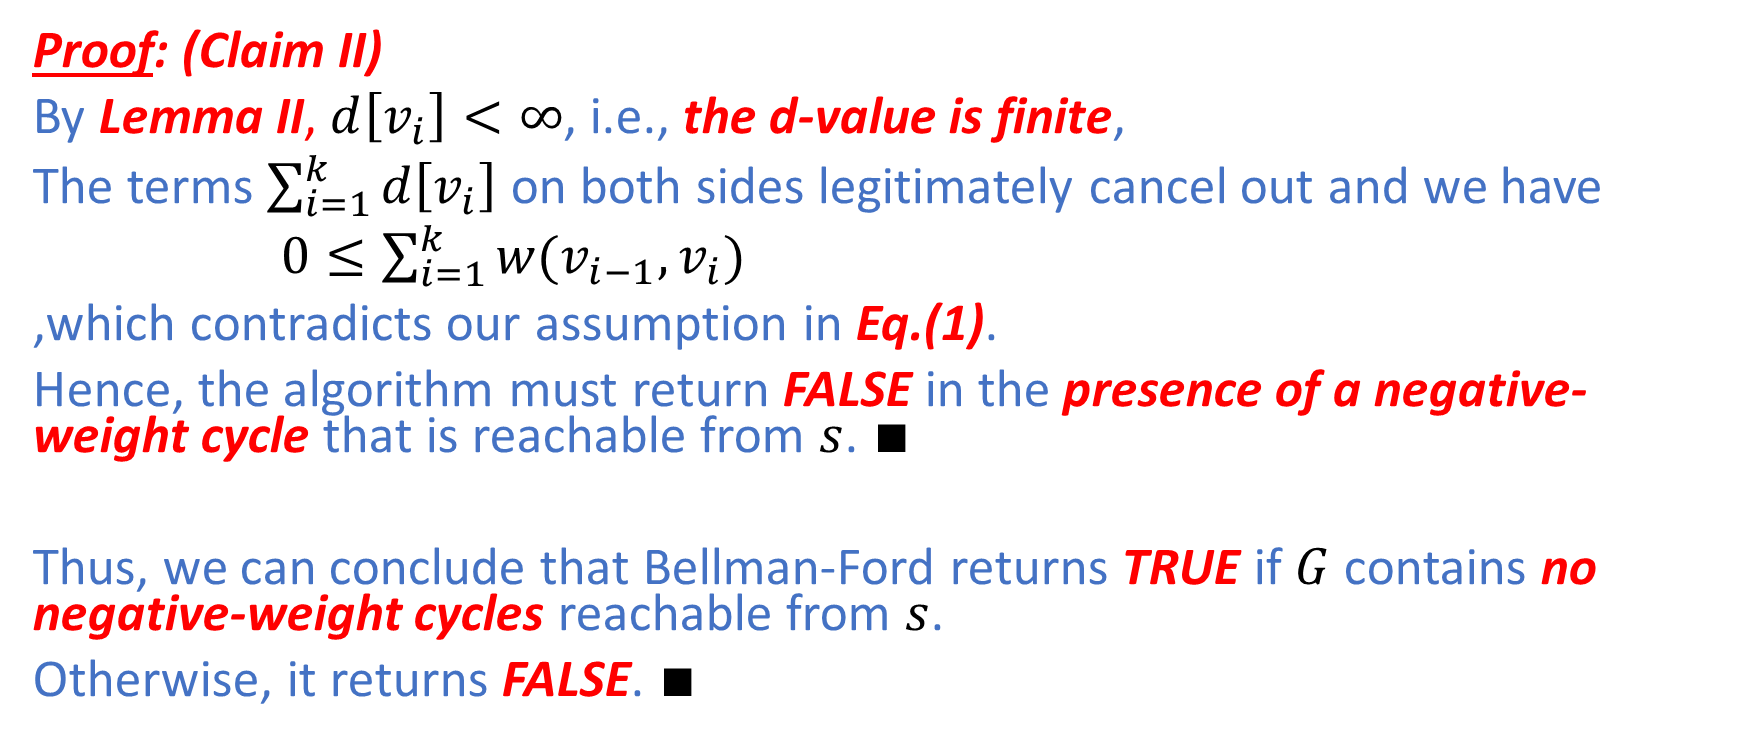 Proof: (Claim II)
By Lemma II, d[v_i] < ∞, i.e., the d-value is finite,
The terms ∑_{i=1}^{k} d[v_i] on both sides legitimately cancel out and we have
0 ≤ ∑_{i=1}^{k} w(v_{i−1}, v_i)
,which contradicts our assumption in Eq.(1).
Hence, the algorithm must return FALSE in the presence of a negative-
weight cycle that is reachable from s. ■
Thus, we can conclude that Bellman-Ford returns TRUE if G contains no
negative-weight cycles reachable from s.
Otherwise, it returns FALSE. ■